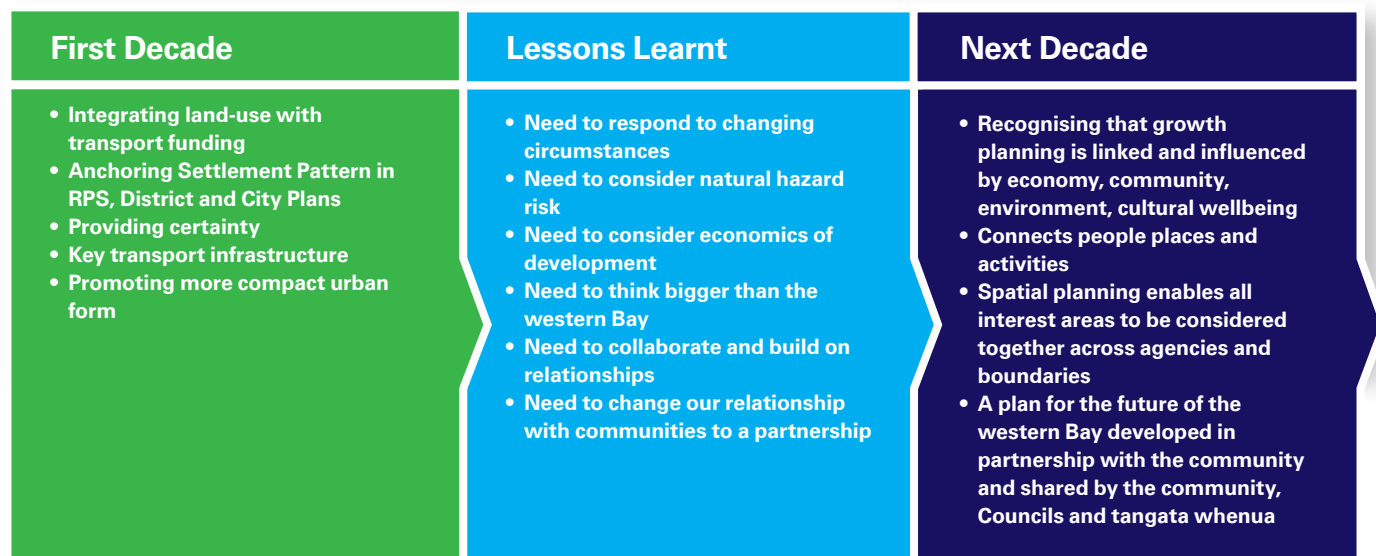 First Decade
• Integrating land-use with
transport funding
• Anchoring Settlement Pattern in
RPS, District and City Plans
• Providing certainty
• Key transport infrastructure
• Promoting more compact urban
form
Lessons Learnt
• Need to respond to changing
circumstances
• Need to consider natural hazard
risk
• Need to consider economics of
development
• Need to think bigger than the
western Bay
• Need to collaborate and build on
relationships
• Need to change our relationship
with communities to a partnership
Next Decade
• Recognising that growth
planning is linked and influenced
by economy, community,
environment, cultural wellbeing
• Connects people places and
activities
• Spatial planning enables all
interest areas to be considered
together across agencies and
boundaries
• A plan for the future of the
western Bay developed in
partnership with the community
and shared by the community,
Councils and tangata whenua